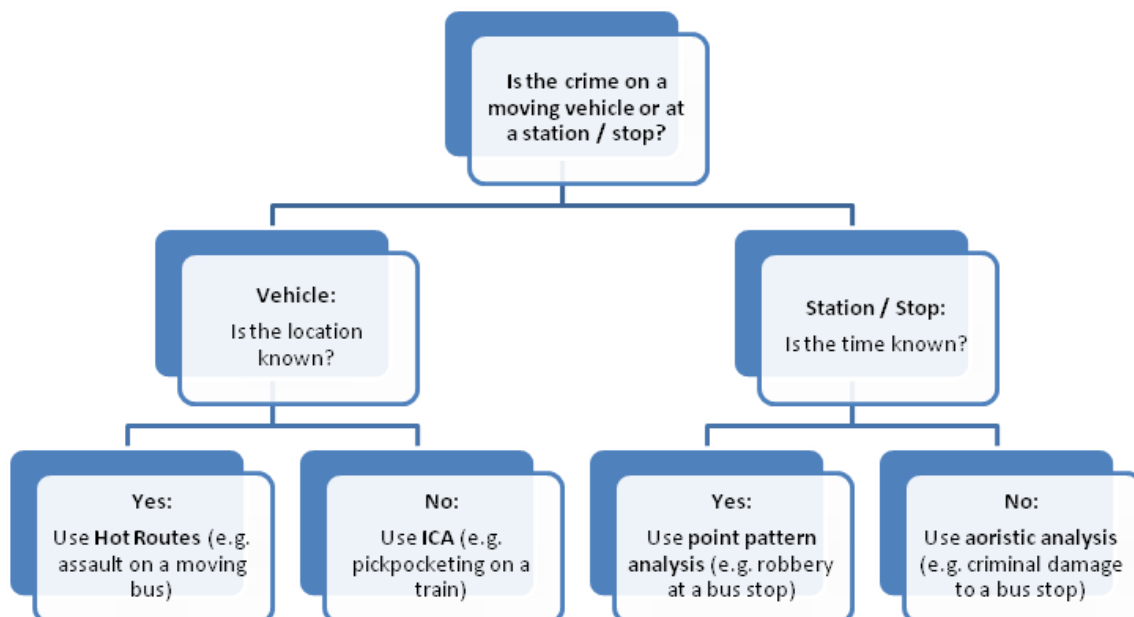 Is the crime on a
moving vehicle or at
a station / stop?
Vehicle:
Is the location
known?
Station / Stop:
Is the time known?
Yes:
Use Hot Routes (e.g.
assault on a moving
bus)
No:
Use ICA (e.g.
pickpocketing on a
train)
Yes:
Use point pattern
analysis (e.g. robbery
at a bus stop)
No:
Use aoristic analysis
(e.g. criminal damage
to a bus stop)